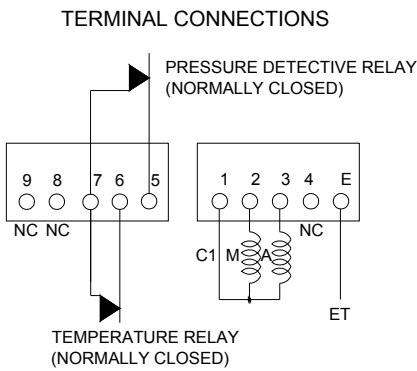 TERMINAL CONNECTIONS
PRESSURE DETECTIVE RELAY
(NORMALLY CLOSED)
9 8 7 6 5
NC NC
1 2 3 4 E
NC
C1 M A
ET
TEMPERATURE RELAY
(NORMALLY CLOSED)